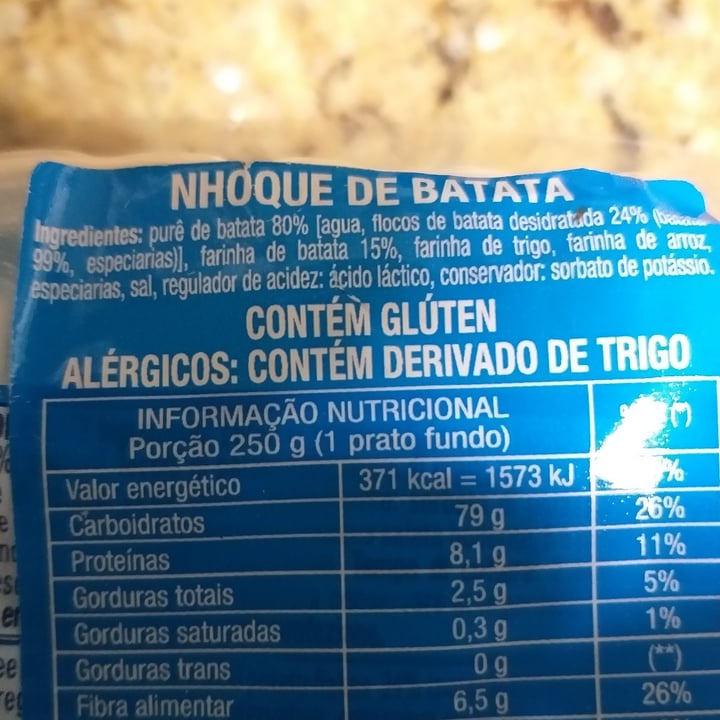 NHOQUE DE BATATA
Ingredientes: purê de batata 80% [agua, flocos de batata desidratada 24%
99%, especiarias)], farinha de batata 15%, farinha de trigo, farinha de arroz,
especiarias, sal, regulador de acidez: ácido láctico, conservador: sorbato de potássio.
CONTÉM GLÚTEN
ALÉRGICOS: CONTÉM DERIVADO DE TRIGO
INFORMAÇÃO NUTRICIONAL (*)
Porção 250 g (1 prato fundo)
Valor energético 371 kcal = 1573 kJ %
Carboidratos 79 g 26%
Proteínas 8,1 g 11%
Gorduras totais 2,5 g 5%
Gorduras saturadas 0,3 g 1%
Gorduras trans 0 g (**)
Fibra alimentar 6,5 g 26%